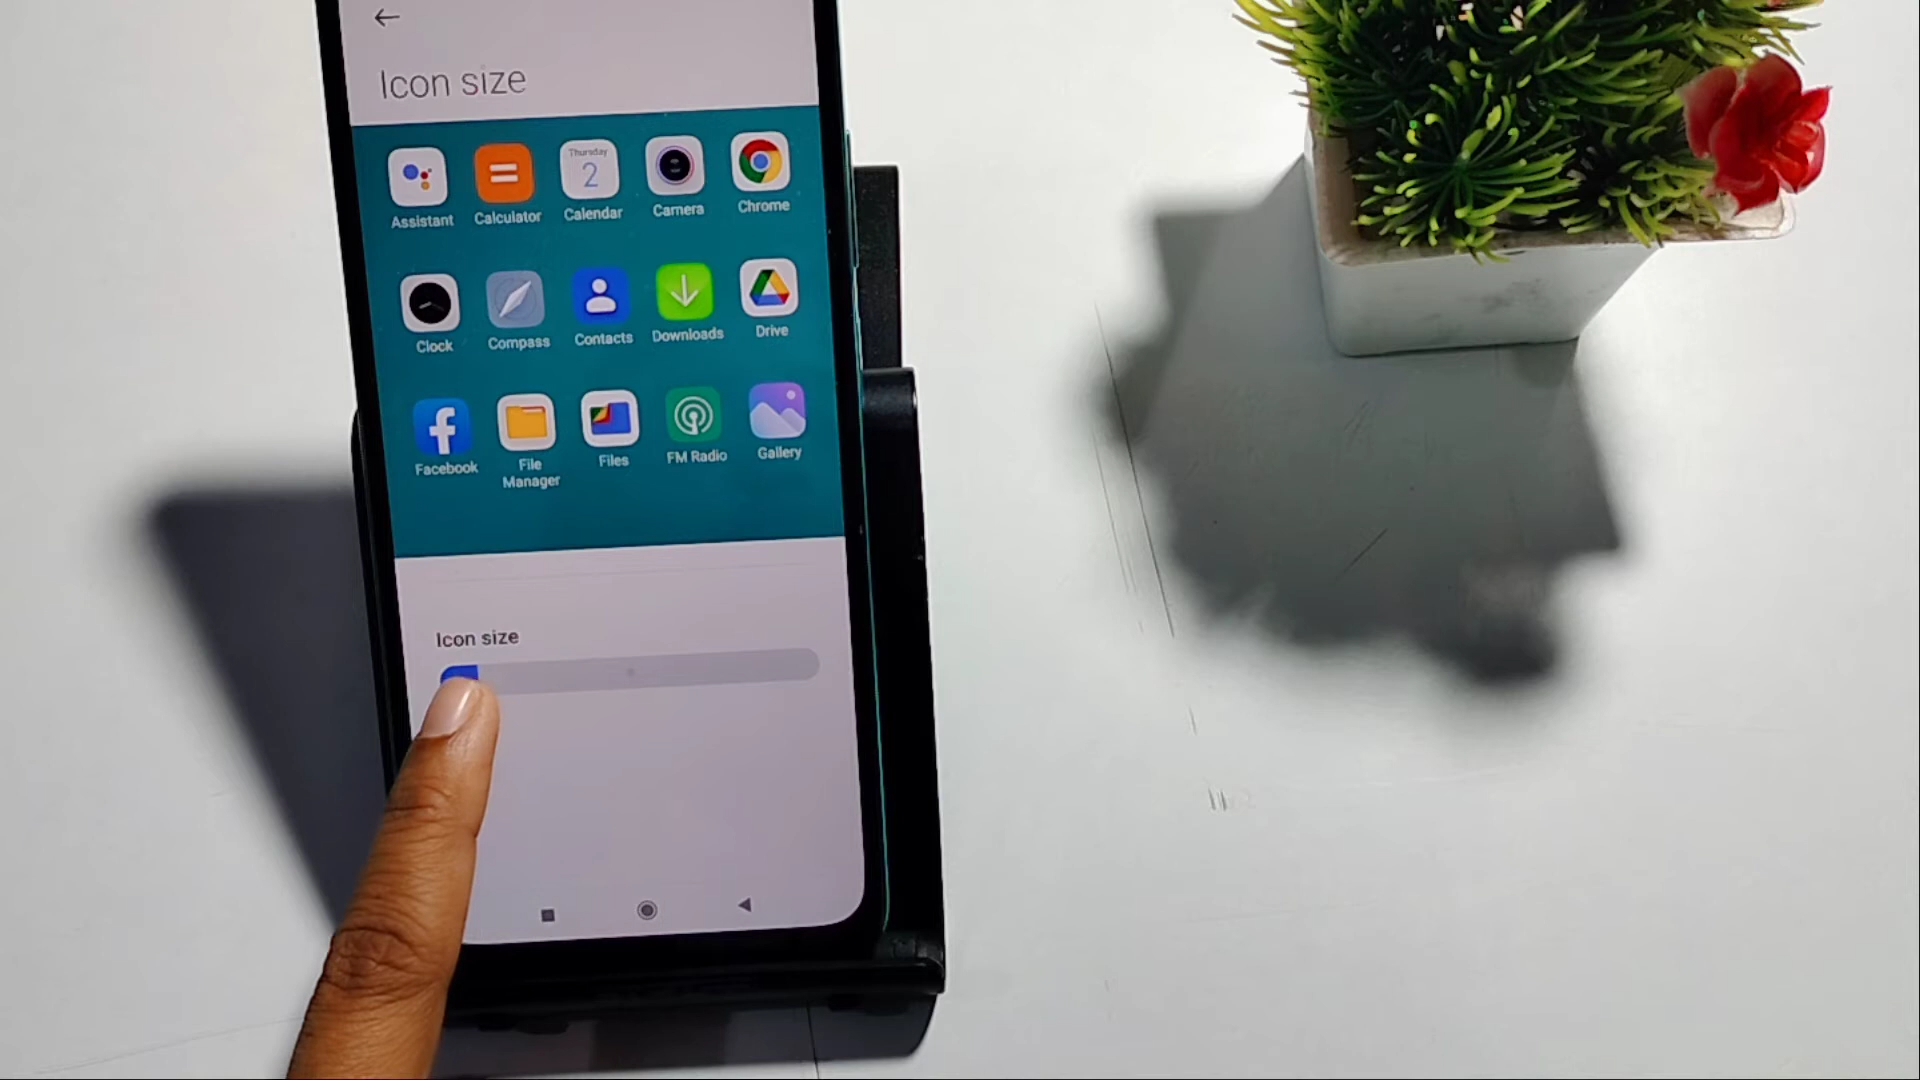 Icon size
Thursday
2
Assistant Calculator Calendar Camera Chrome
Clock Compass Contacts Downloads Drive
Facebook File Manager Files FM Radio Gallery
Icon size